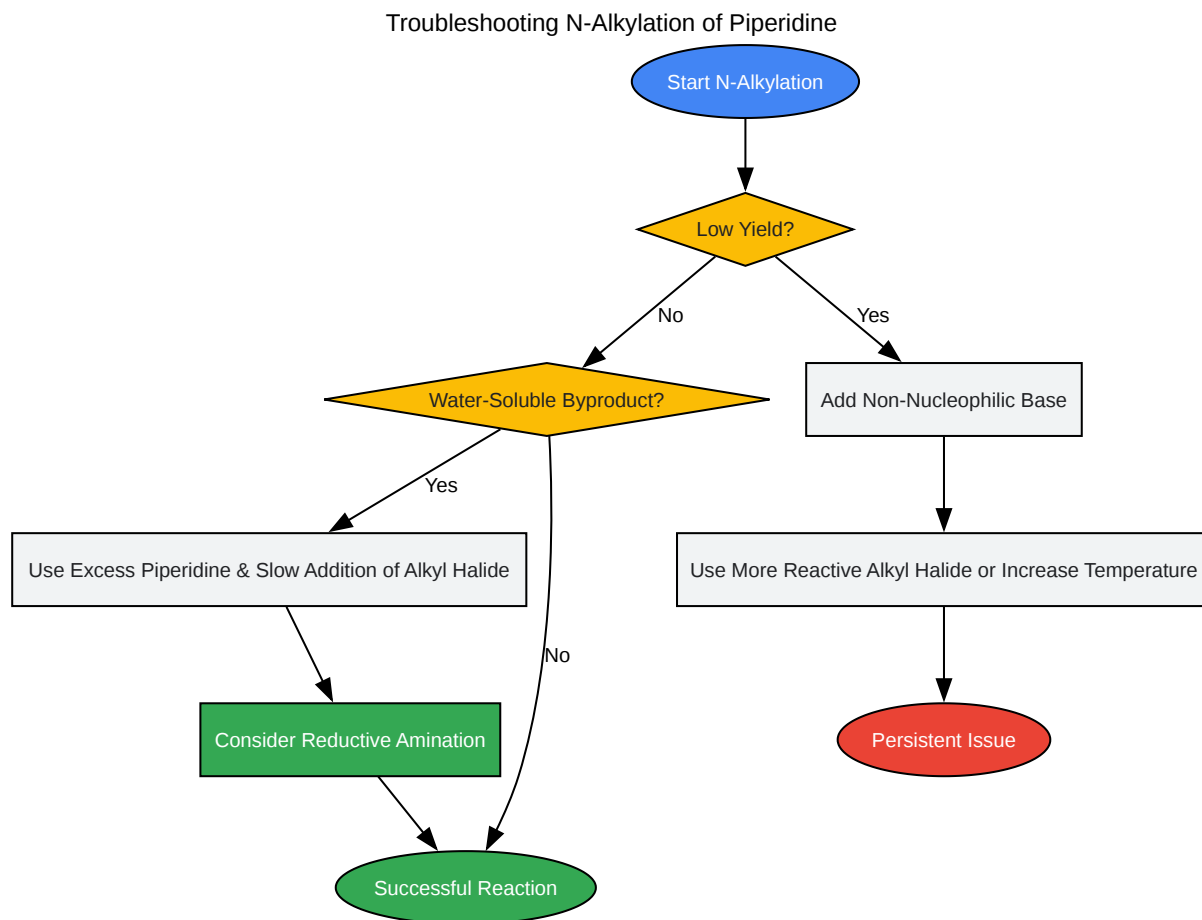 Troubleshooting N-Alkylation of Piperidine
Start N-Alkylation
Low Yield?
No
Yes
Water-Soluble Byproduct?
Add Non-Nucleophilic Base
Yes
Use Excess Piperidine & Slow Addition of Alkyl Halide
Use More Reactive Alkyl Halide or Increase Temperature
No
Consider Reductive Amination
Persistent Issue
Successful Reaction